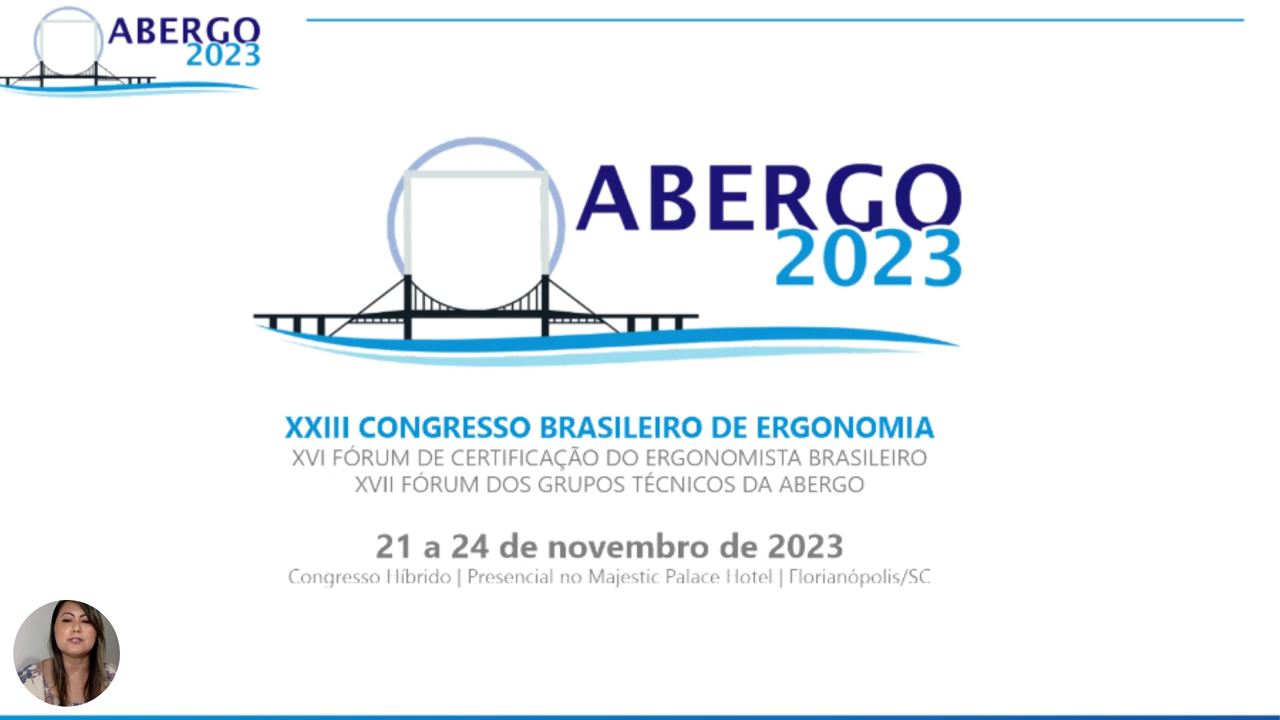 ABERGO
2023
ABERGO
2023
XXIII CONGRESSO BRASILEIRO DE ERGONOMIA
XVI FÓRUM DE CERTIFICAÇÃO DO ERGONOMISTA BRASILEIRO
XVII FÓRUM DOS GRUPOS TÉCNICOS DA ABERGO
21 a 24 de novembro de 2023
Congresso Híbrido | Presencial no Majestic Palace Hotel | Florianópolis/SC